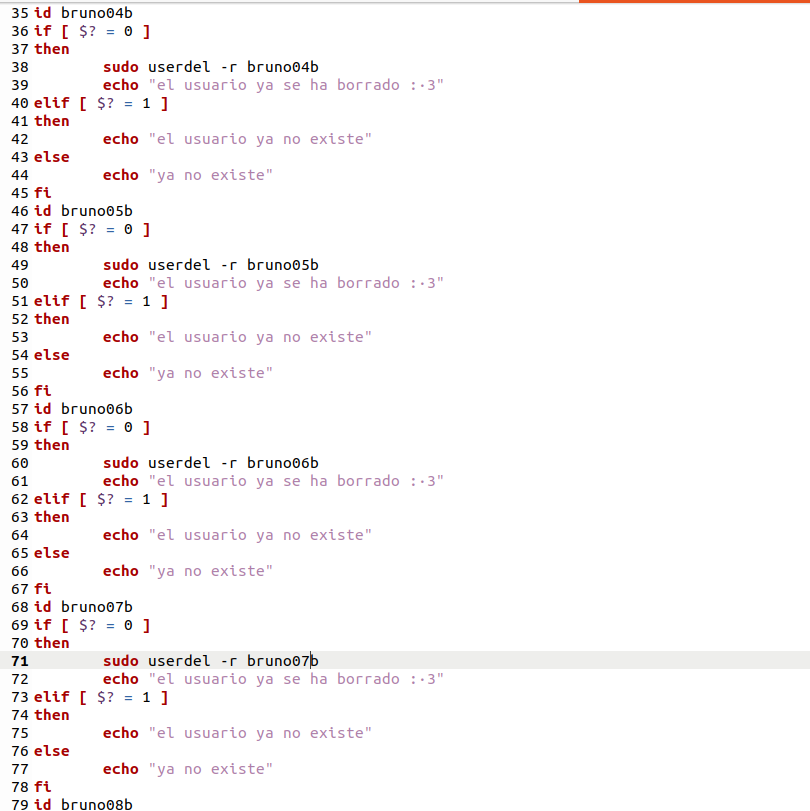 35 id bruno04b
36 if [ $? = 0 ]
37 then
38 sudo userdel -r bruno04b
39 echo "el usuario ya se ha borrado :·3"
40 elif [ $? = 1 ]
41 then
42 echo "el usuario ya no existe"
43 else
44 echo "ya no existe"
45 fi
46 id bruno05b
47 if [ $? = 0 ]
48 then
49 sudo userdel -r bruno05b
50 echo "el usuario ya se ha borrado :·3"
51 elif [ $? = 1 ]
52 then
53 echo "el usuario ya no existe"
54 else
55 echo "ya no existe"
56 fi
57 id bruno06b
58 if [ $? = 0 ]
59 then
60 sudo userdel -r bruno06b
61 echo "el usuario ya se ha borrado :·3"
62 elif [ $? = 1 ]
63 then
64 echo "el usuario ya no existe"
65 else
66 echo "ya no existe"
67 fi
68 id bruno07b
69 if [ $? = 0 ]
70 then
71 sudo userdel -r bruno07b
72 echo "el usuario ya se ha borrado :·3"
73 elif [ $? = 1 ]
74 then
75 echo "el usuario ya no existe"
76 else
77 echo "ya no existe"
78 fi
79 id bruno08b